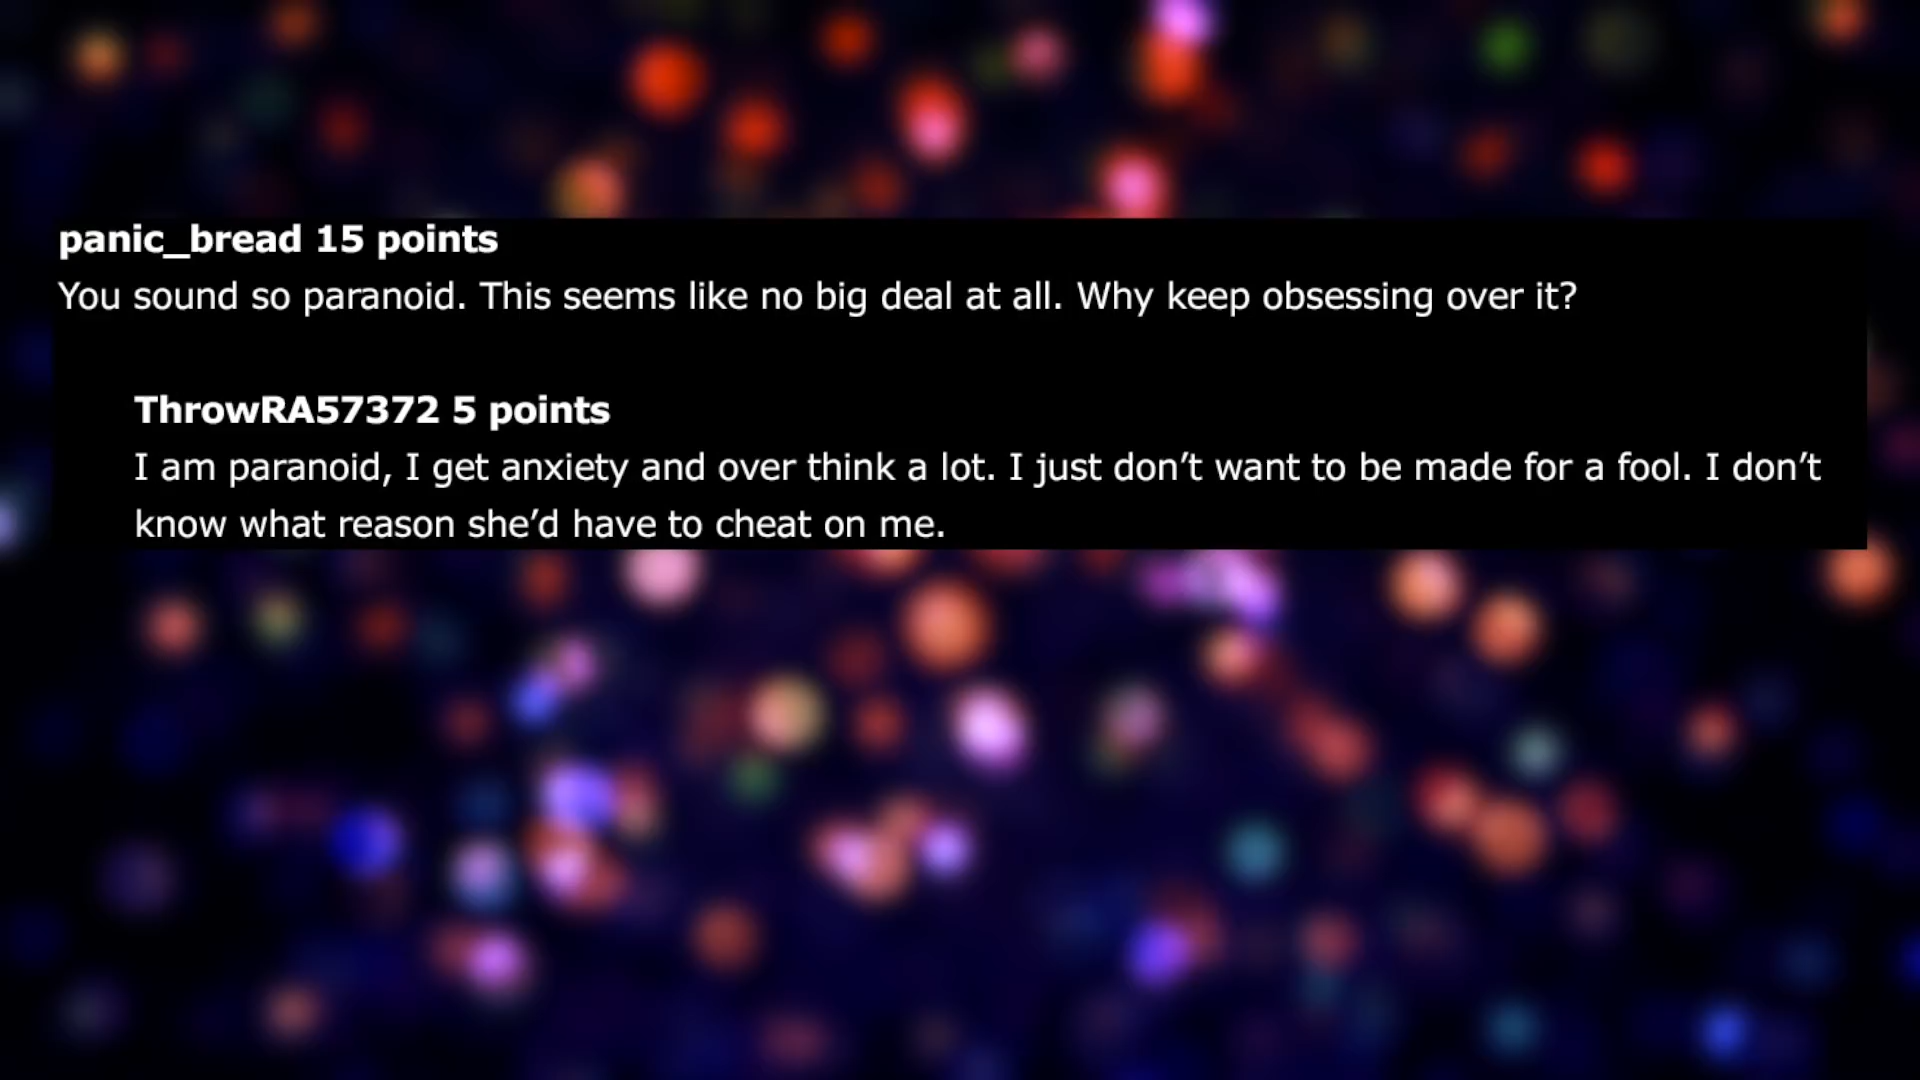 panic_bread 15 points
You sound so paranoid. This seems like no big deal at all. Why keep obsessing over it?
ThrowRA57372 5 points
I am paranoid, I get anxiety and over think a lot. I just don’t want to be made for a fool. I don’t
know what reason she’d have to cheat on me.